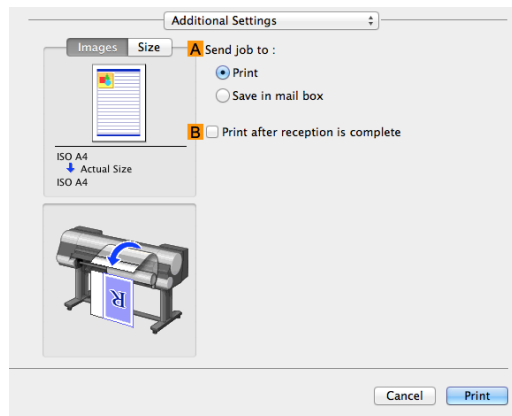 Additional Settings
Images Size
A Send job to :
Print
Save in mail box
B Print after reception is complete
ISO A4
Actual Size
ISO A4
R
Cancel Print